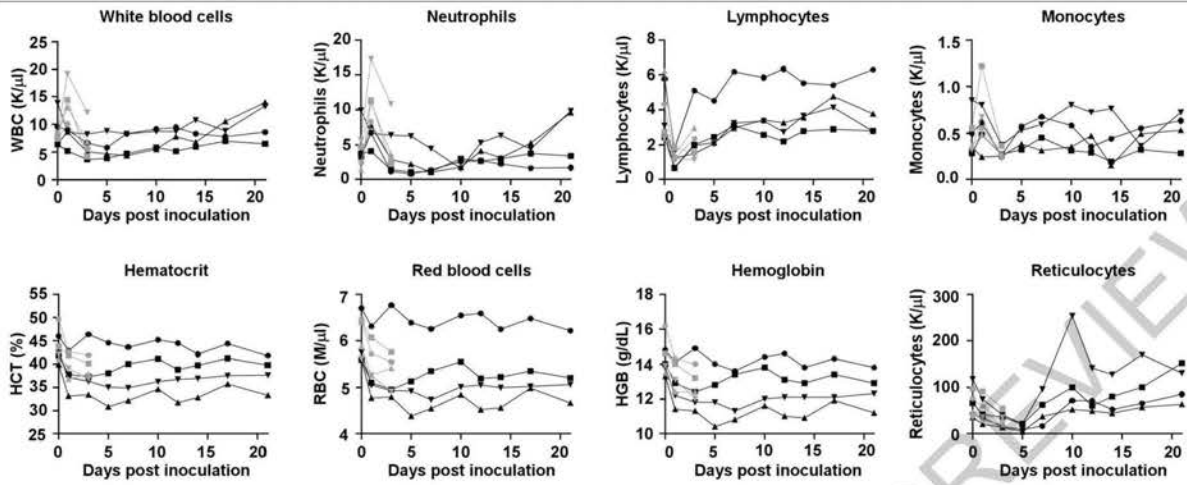 White blood cells
Neutrophils
Lymphocytes
Monocytes
WBC (K/μl)
25
20
15
10
5
0
0 5 10 15 20
Days post inoculation
Neutrophils (K/μl)
20
15
10
5
0
0 5 10 15 20
Days post inoculation
Lymphocytes (K/μl)
8
6
4
2
0
0 5 10 15 20
Days post inoculation
Monocytes (K/μl)
1.5
1.0
0.5
0.0
0 5 10 15 20
Days post inoculation
Hematocrit
Red blood cells
Hemoglobin
Reticulocytes
HCT (%)
55
50
45
40
35
30
25
0 5 10 15 20
Days post inoculation
RBC (M/μl)
7
6
5
4
0 5 10 15 20
Days post inoculation
HGB (g/dL)
18
16
14
12
10
0 5 10 15 20
Days post inoculation
Reticulocytes (K/μl)
300
200
100
0
0 5 10 15 20
Days post inoculation
REVIEW